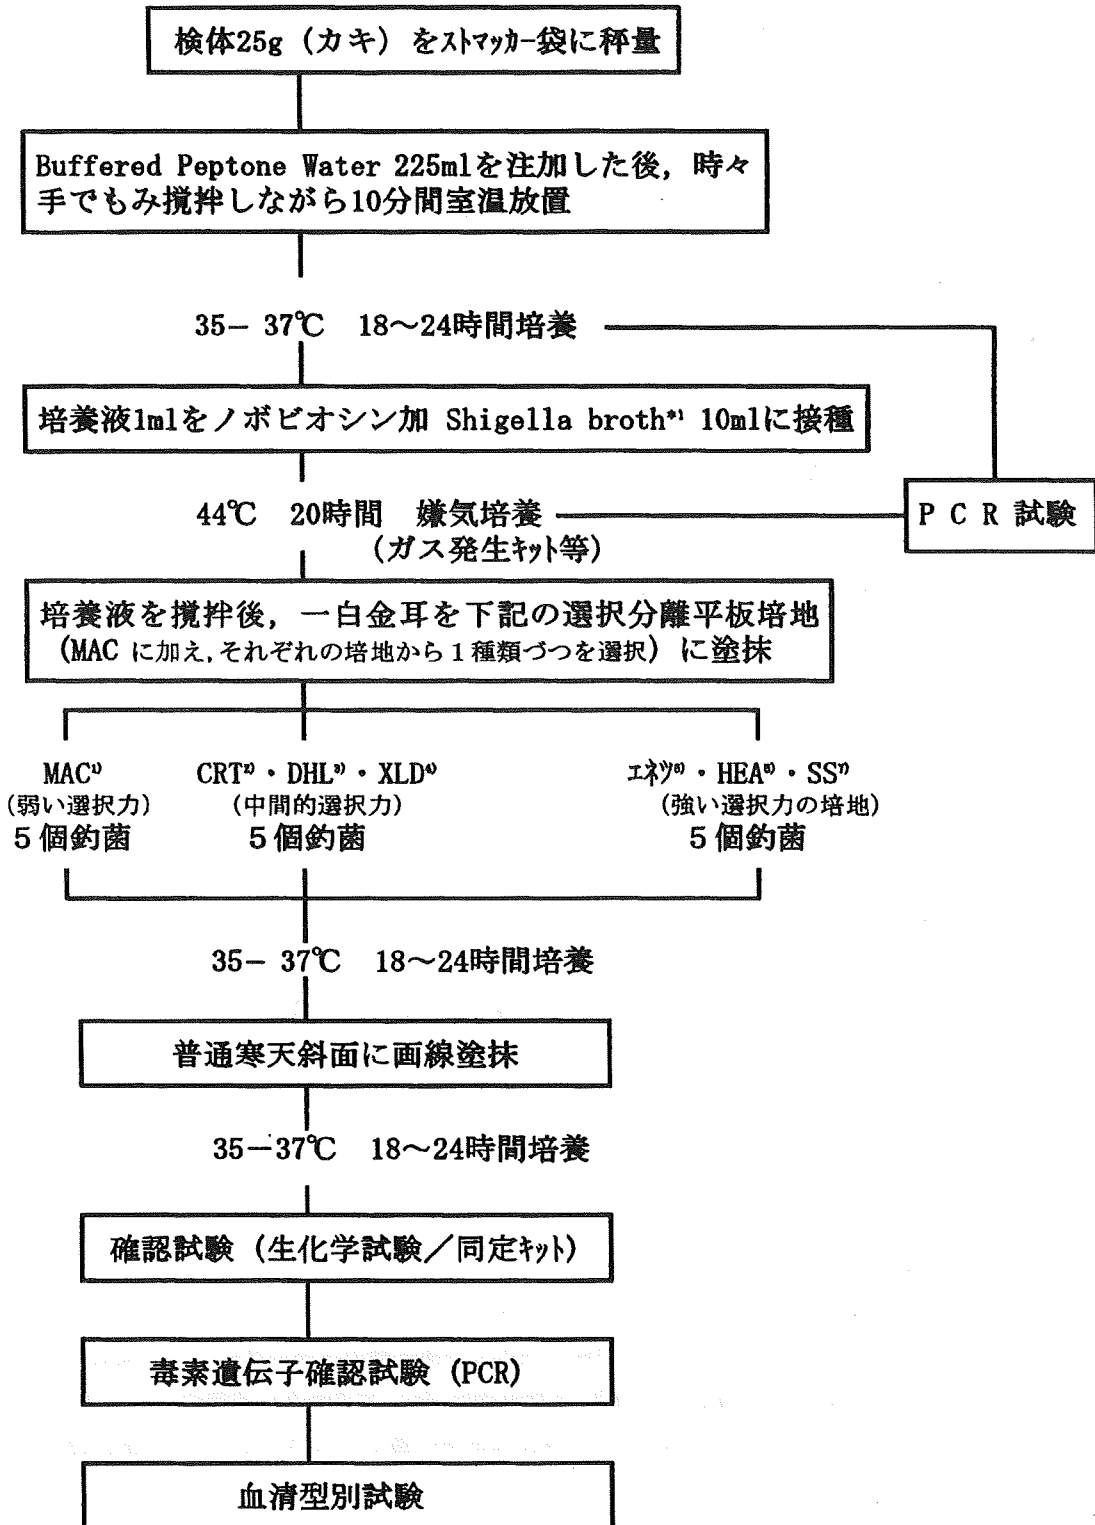 検体25g（カキ）をｽﾄﾏｯｶｰ袋に秤量
Buffered Peptone Water 225mlを注加した後，時々
手でもみ撹拌しながら10分間室温放置
35－ 37℃　18〜24時間培養
培養液1mlをノボビオシン加 Shigella broth*¹⁾ 10mlに接種
44℃　20時間　嫌気培養
（ガス発生ｷｯﾄ等）
ＰＣＲ試験
培養液を撹拌後，一白金耳を下記の選択分離平板培地
（MAC に加え,それぞれの培地から１種類づつを選択）に塗抹
MAC¹⁾　CRT²⁾・DHL³⁾・XLD⁴⁾　ｴﾈﾂ⁵⁾・HEA⁶⁾・SS⁷⁾
（弱い選択力）　（中間的選択力）　（強い選択力の培地）
５個釣菌　５個釣菌　５個釣菌
35－ 37℃　18〜24時間培養
普通寒天斜面に画線塗抹
35－37℃　18〜24時間培養
確認試験（生化学試験／同定ｷｯﾄ）
毒素遺伝子確認試験（PCR）
血清型別試験